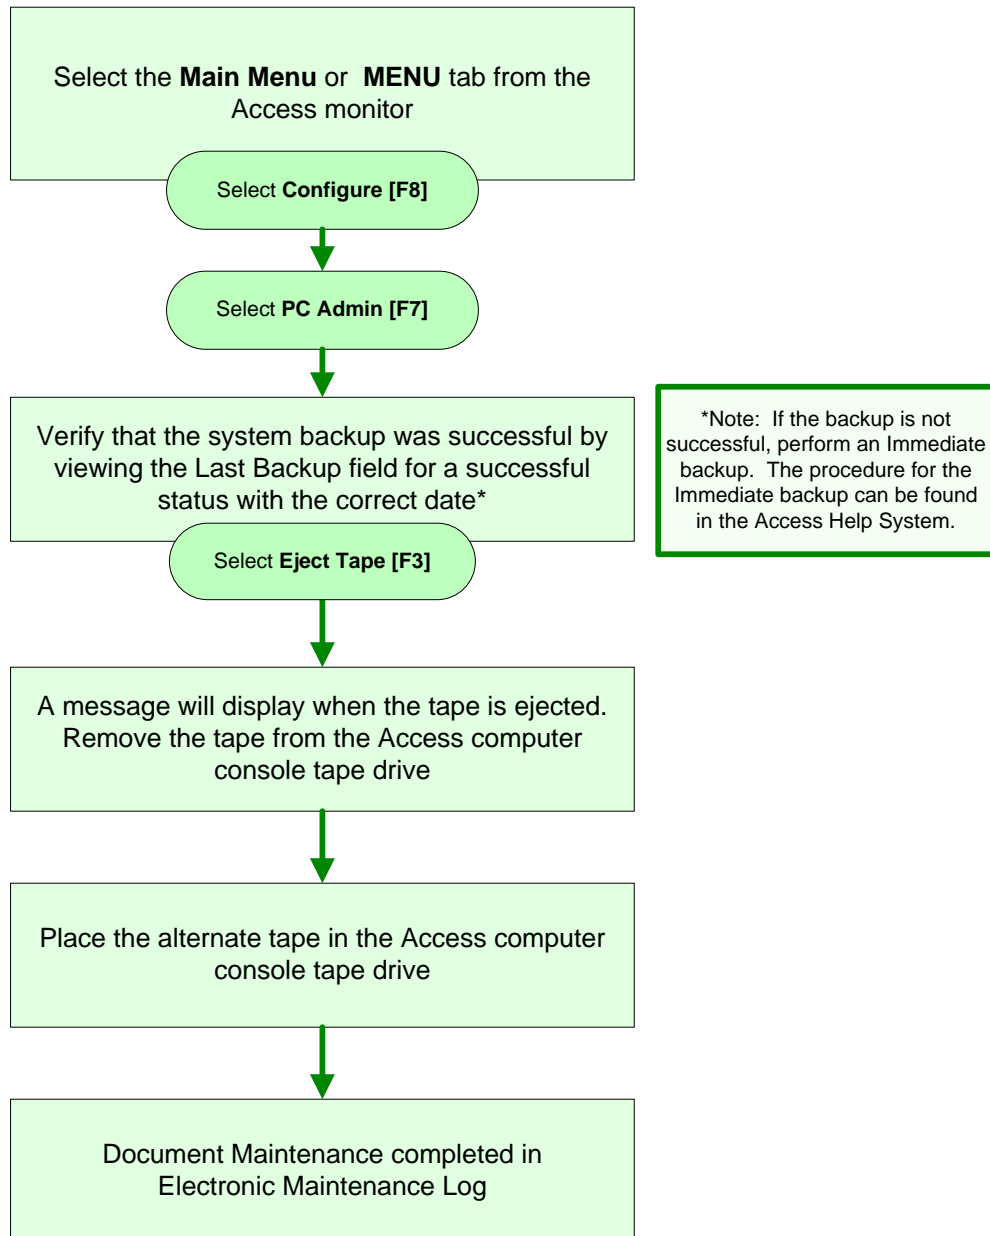 Select the Main Menu or  MENU tab from the
Access monitor
Select Configure [F8]
Select PC Admin [F7]
Verify that the system backup was successful by
viewing the Last Backup field for a successful
status with the correct date*
*Note:  If the backup is not
successful, perform an Immediate
backup.  The procedure for the
Immediate backup can be found
in the Access Help System.
Select Eject Tape [F3]
A message will display when the tape is ejected.
Remove the tape from the Access computer
console tape drive
Place the alternate tape in the Access computer
console tape drive
Document Maintenance completed in
Electronic Maintenance Log